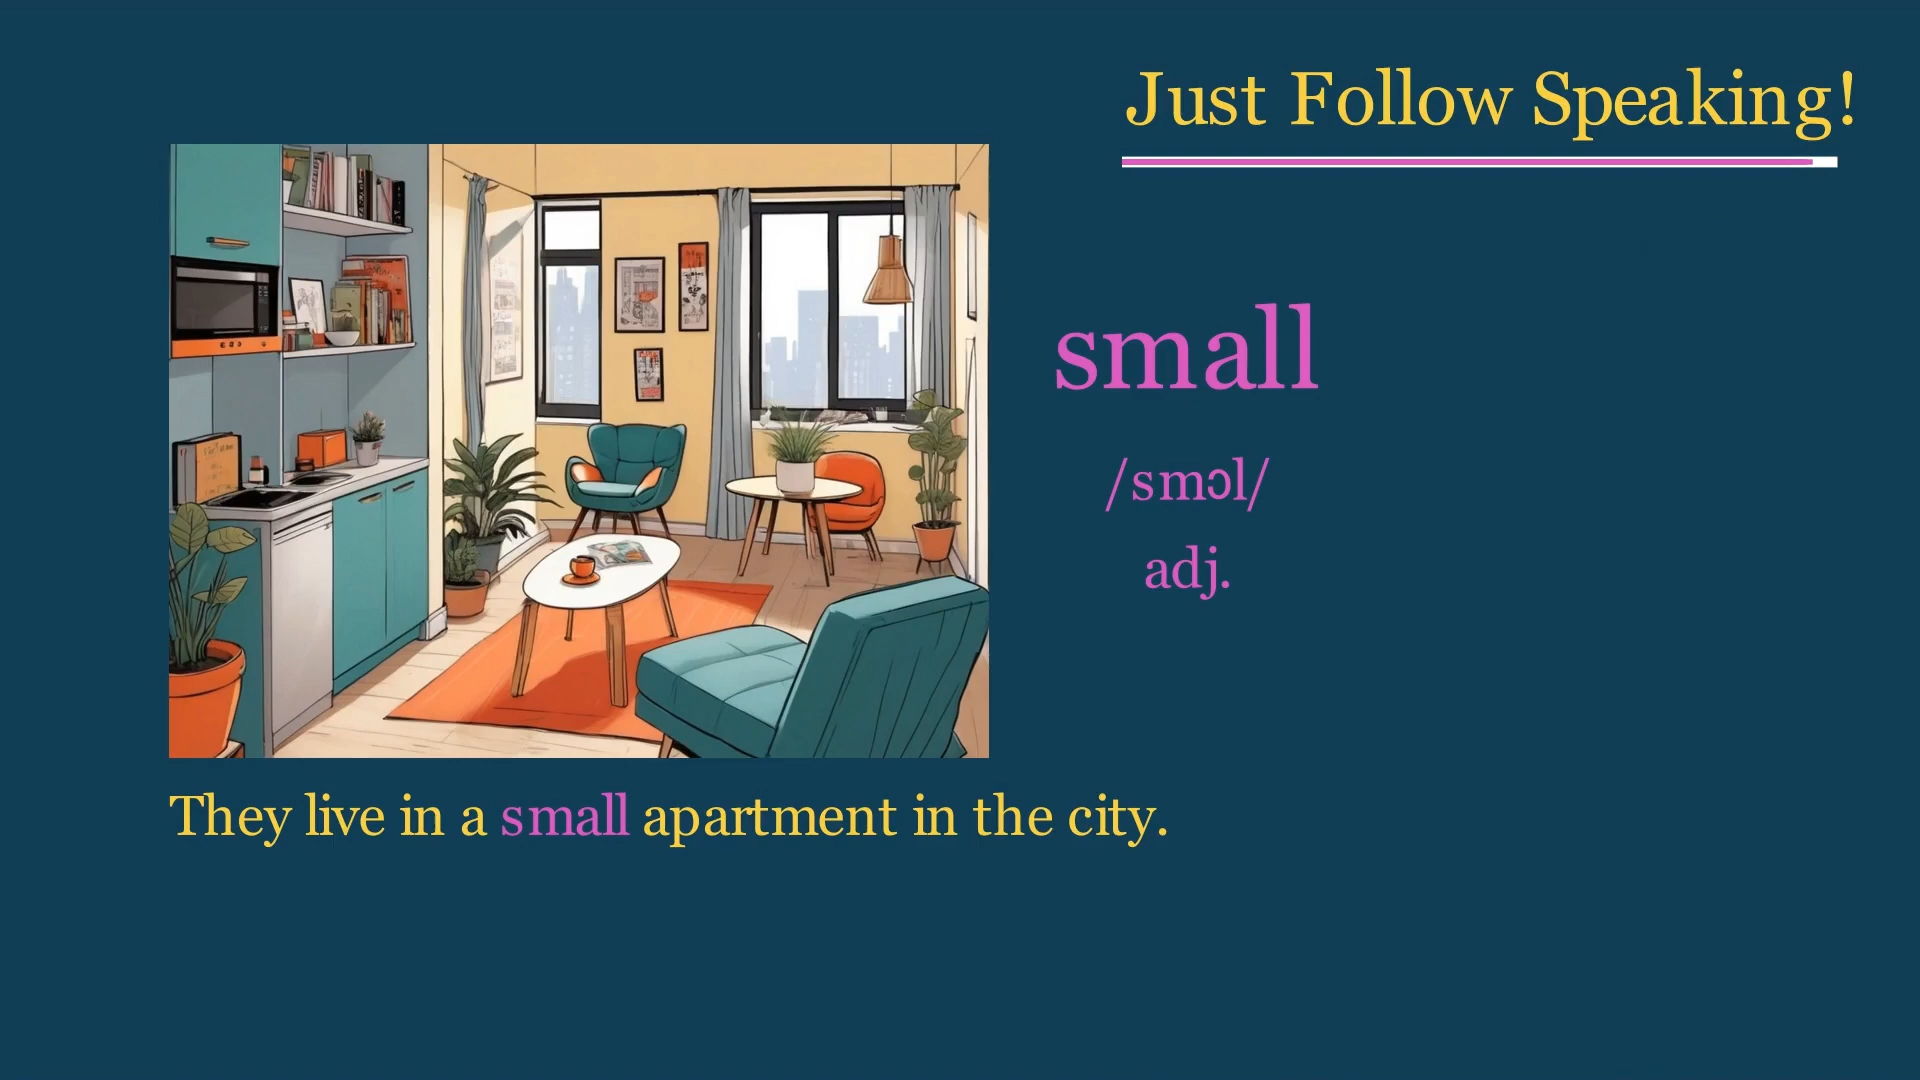 Just Follow Speaking!
small
/smɔl/
adj.
They live in a small apartment in the city.